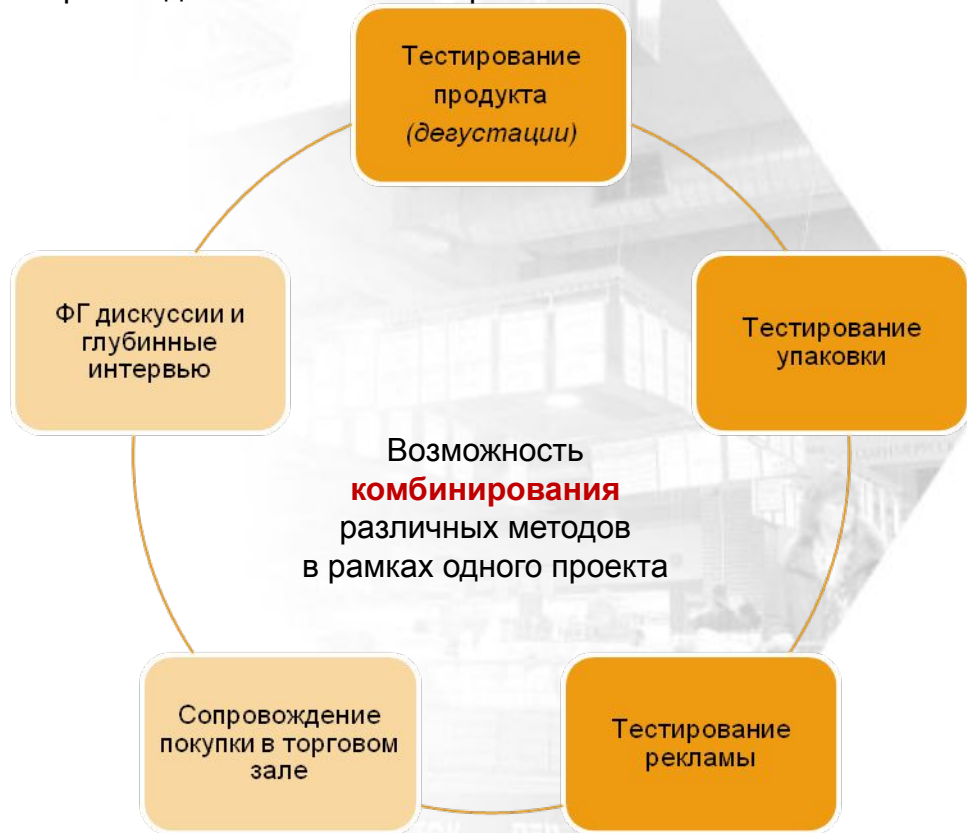 Тестирование
продукта
(дегустации)
ФГ дискуссии и
глубинные
интервью
Тестирование
упаковки
Возможность
комбинирования
различных методов
в рамках одного проекта
Сопровождение
покупки в торговом
зале
Тестирование
рекламы